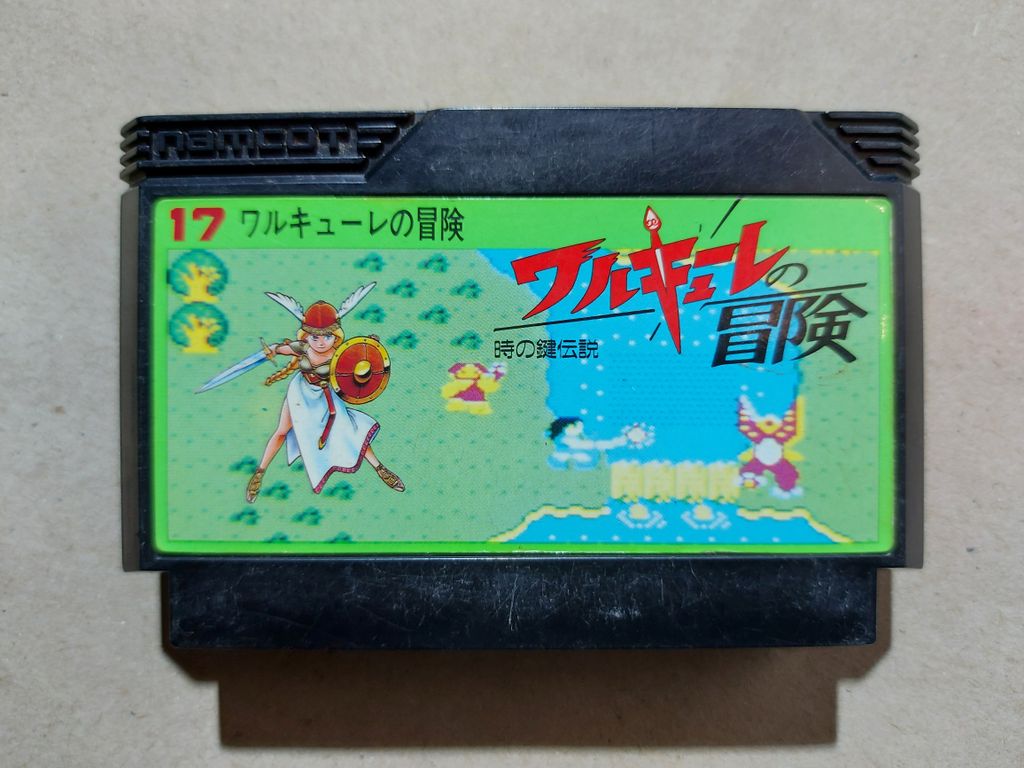 namcot
17 ワルキューレの冒険
ワルキューレの
冒険
時の鍵伝説